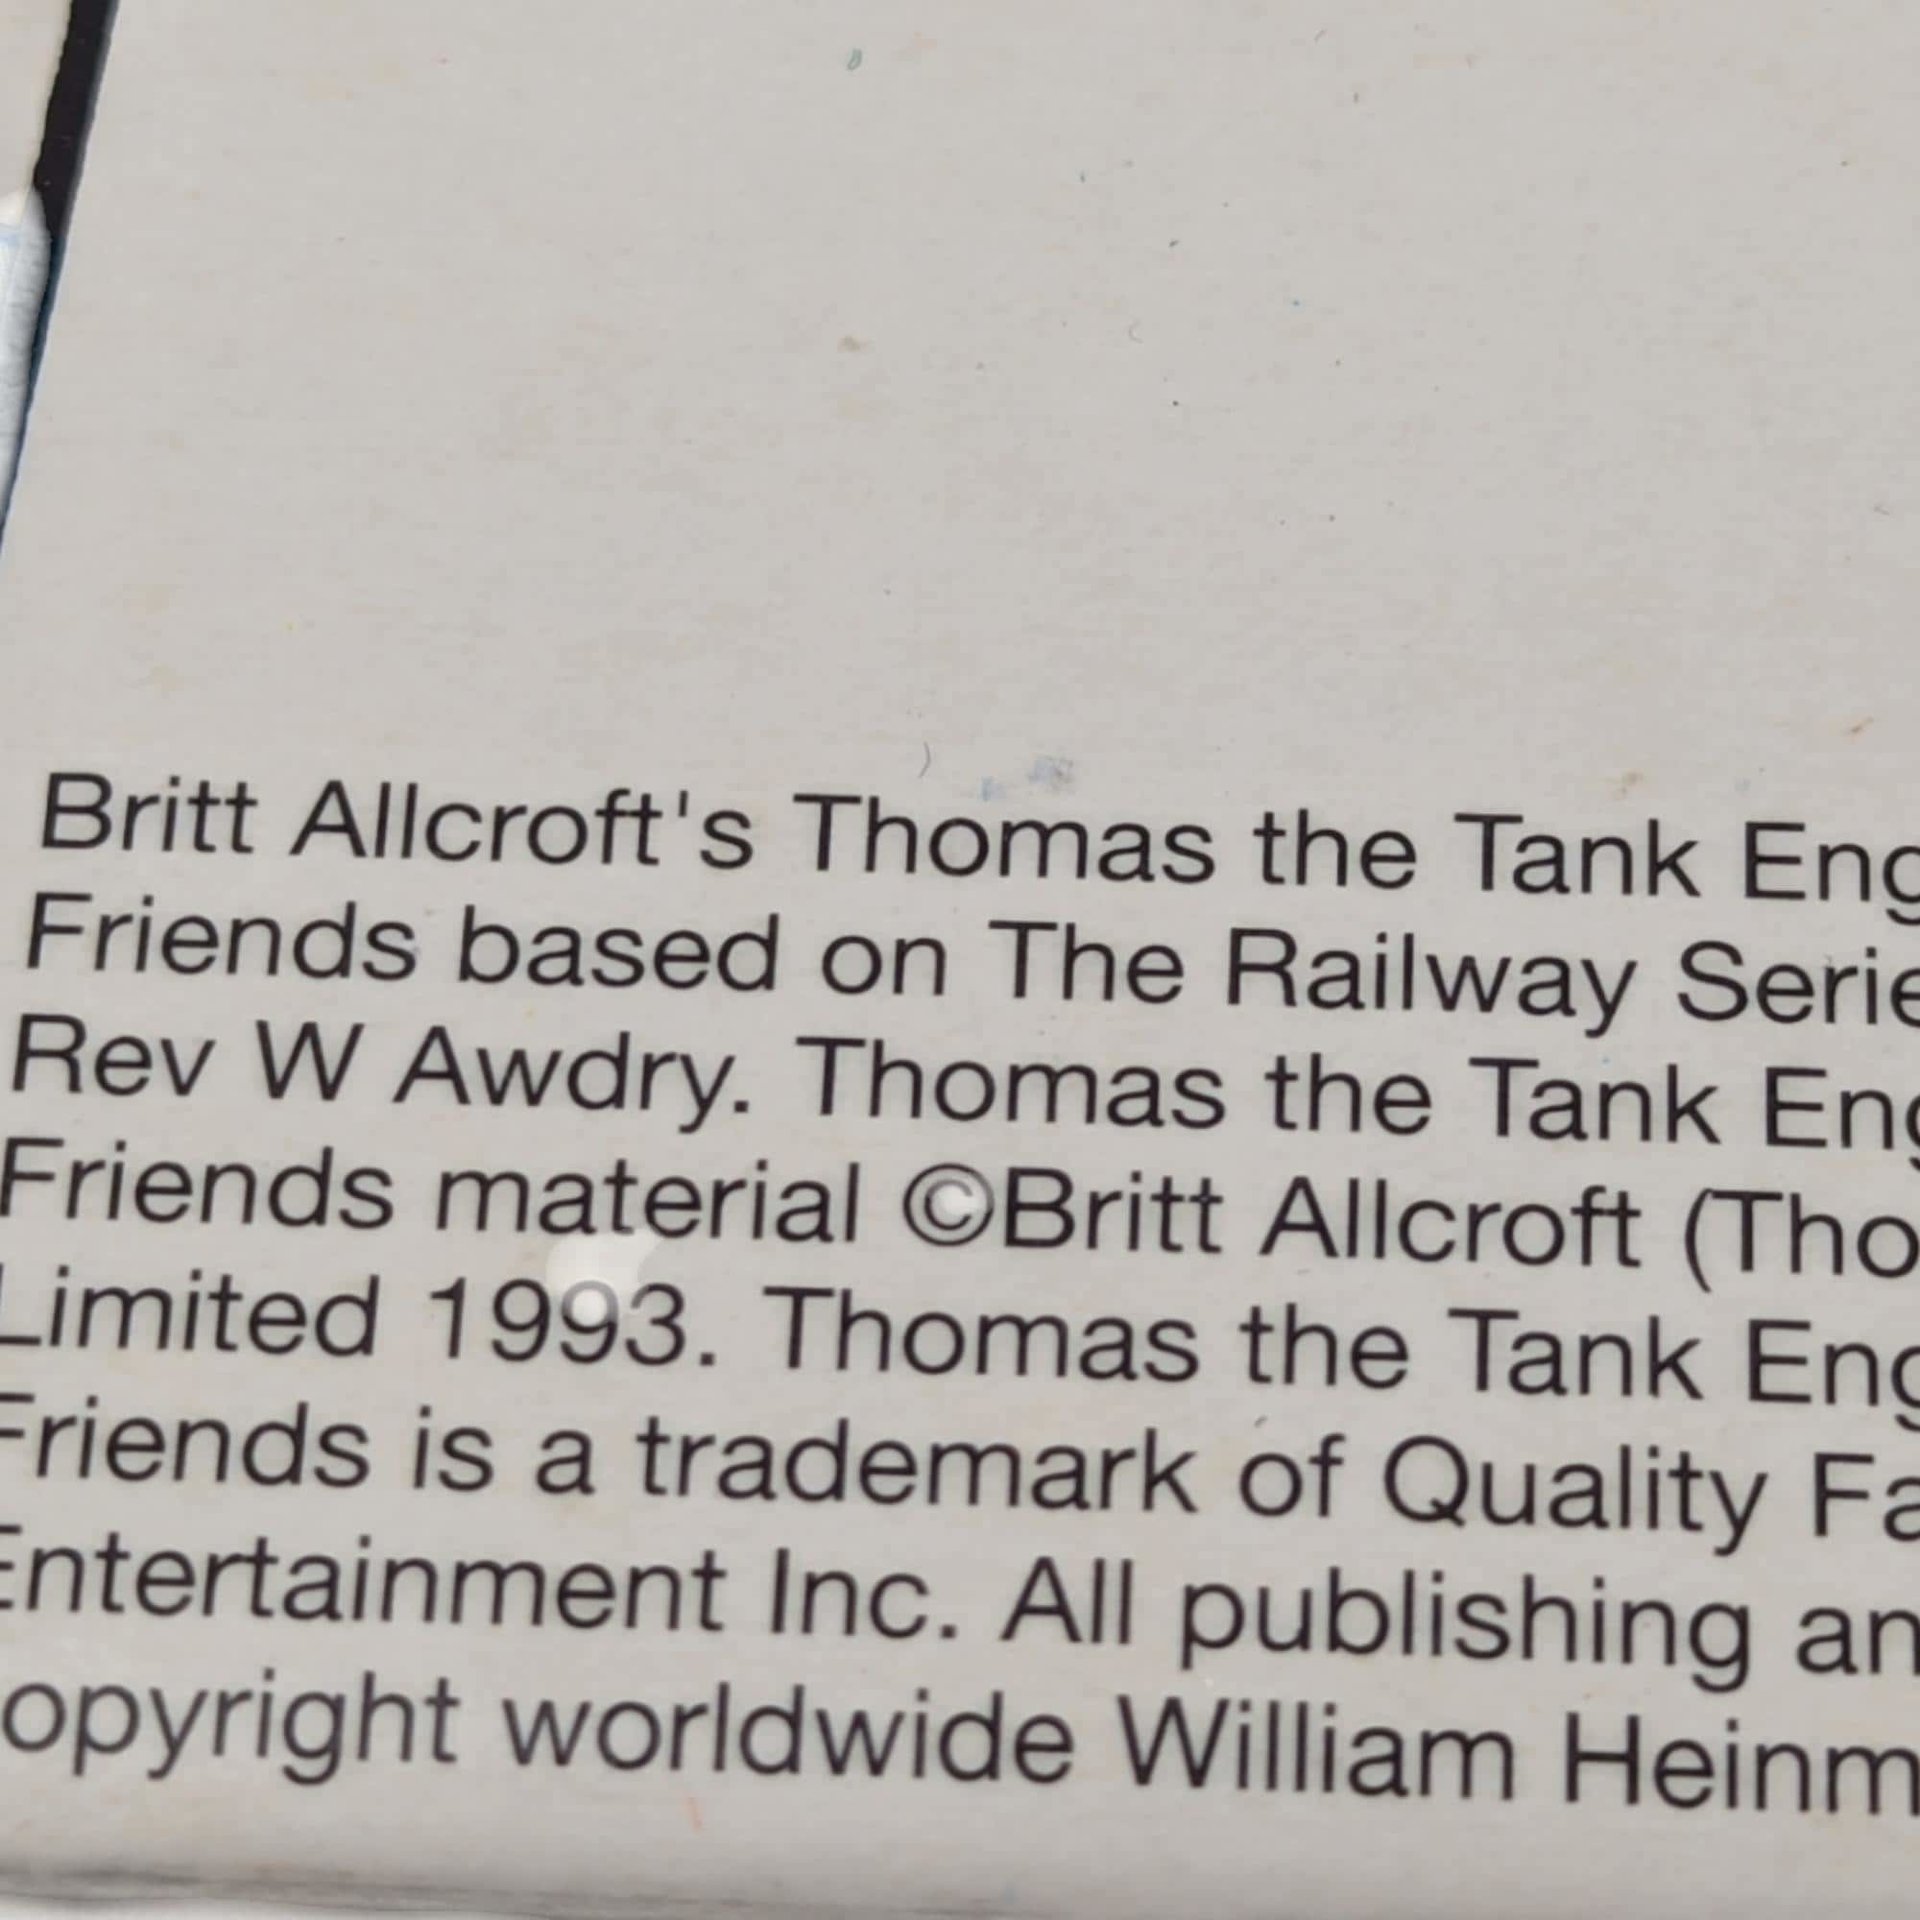 Britt Allcroft's Thomas the Tank Eng
Friends based on The Railway Serie
Rev W Awdry. Thomas the Tank Eng
Friends material ©Britt Allcroft (Tho
Limited 1993. Thomas the Tank Eng
Friends is a trademark of Quality Fa
Entertainment Inc. All publishing an
opyright worldwide William Heinm